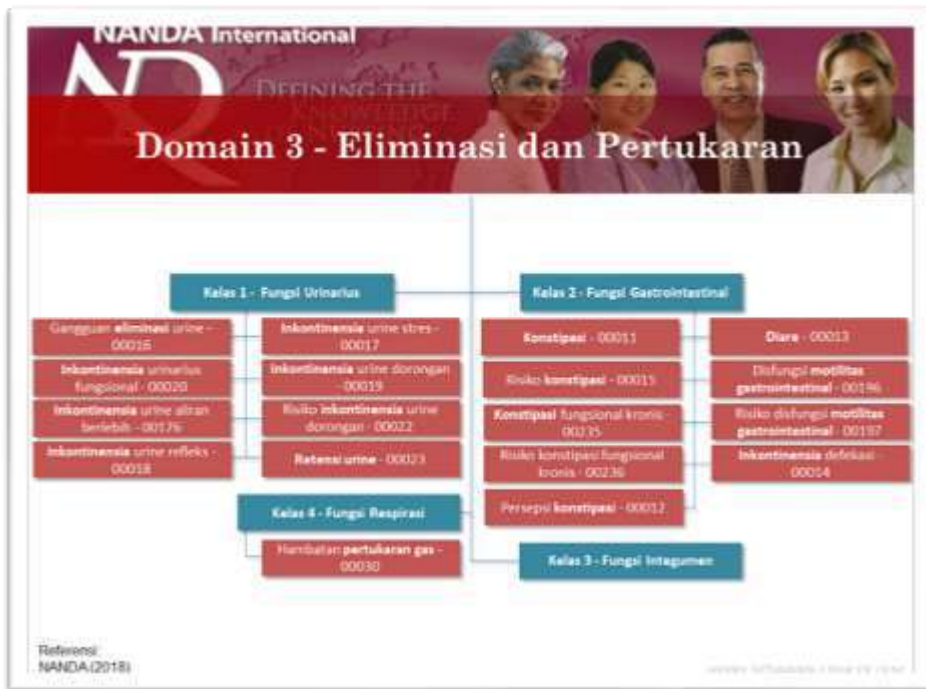 NANDA International
DEFINING THE
KNOWLEDGE
Domain 3 - Eliminasi dan Pertukaran
Kelas 1 - Fungsi Urinarius
Gangguan eliminasi urine -
00016
Inkontinensia urinarius
fungsional - 00020
Inkontinensia urine aliran
berlebih - 00176
Inkontinensia urine refleks -
00018
Inkontinensia urine stres -
00017
Inkontinensia urine dorongan
- 00019
Risiko inkontinensia urine
dorongan - 00022
Retensi urine - 00023
Kelas 2 - Fungsi Gastrointestinal
Konstipasi - 00011
Risiko konstipasi - 00015
Konstipasi fungsional kronis -
00235
Risiko konstipasi fungsional
kronis - 00236
Persepsi konstipasi - 00012
Diare - 00013
Disfungsi motilitas
gastrointestinal - 00196
Risiko disfungsi motilitas
gastrointestinal - 00197
Inkontinensia defekasi -
00014
Kelas 4 - Fungsi Respirasi
Hambatan pertukaran gas -
00030
Kelas 3 - Fungsi Integumen
Referensi:
NANDA (2018)